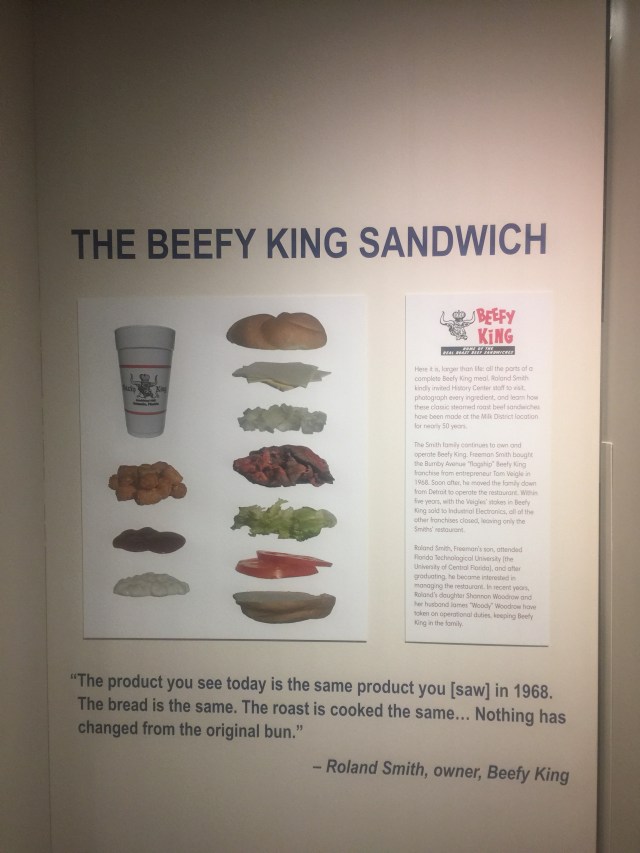 THE BEEFY KING SANDWICH
BEEFY
KING
HOME OF THE
REAL ROAST BEEF SANDWICHES
Here it is, larger than life: all the parts of a
complete Beefy King meal. Roland Smith
kindly invited History Center staff to visit,
photograph every ingredient, and learn how
these classic steamed roast beef sandwiches
have been made at the Milk District location
for nearly 50 years.
The Smith family continues to own and
operate Beefy King. Freeman Smith bought
the Bumby Avenue "flagship" Beefy King
franchise from entrepreneur Tom Veigle in
1968. Soon after, he moved the family down
from Detroit to operate the restaurant. Within
five years, with the Veigles' stakes in Beefy
King sold to Industrial Electronics, all of the
other franchises closed, leaving only the
Smiths' restaurant.
Roland Smith, Freeman's son, attended
Florida Technological University (the
University of Central Florida), and after
graduating, he became interested in
managing the restaurant. In recent years,
Roland's daughter Shannon Woodrow and
her husband James "Woody" Woodrow have
taken on operational duties, keeping Beefy
King in the family.
"The product you see today is the same product you [saw] in 1968.
The bread is the same. The roast is cooked the same… Nothing has
changed from the original bun."
– Roland Smith, owner, Beefy King